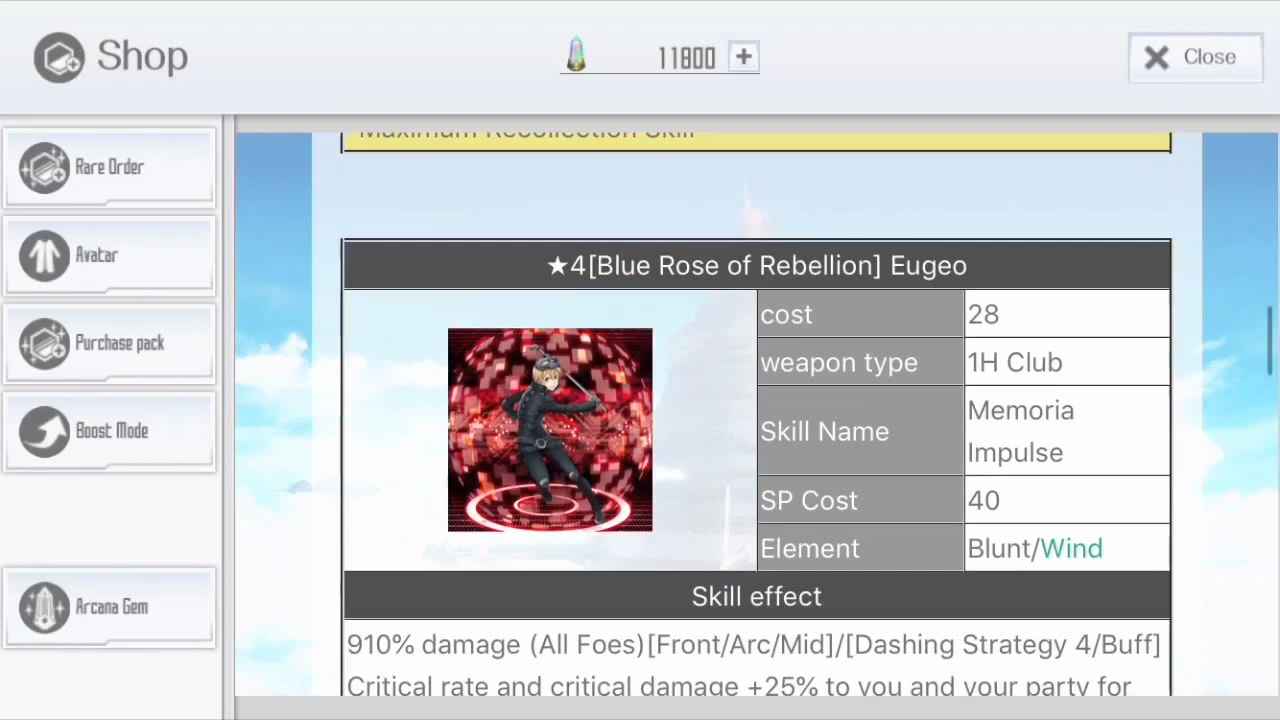 Shop
11800
Close
Rare Order
Avatar
Purchase pack
Boost Mode
Arcana Gem
Maximum Recollection Skill
★4[Blue Rose of Rebellion] Eugeo
cost 28
weapon type 1H Club
Skill Name Memoria
Impulse
SP Cost 40
Element Blunt/Wind
Skill effect
910% damage (All Foes)[Front/Arc/Mid]/[Dashing Strategy 4/Buff]
Critical rate and critical damage +25% to you and your party for